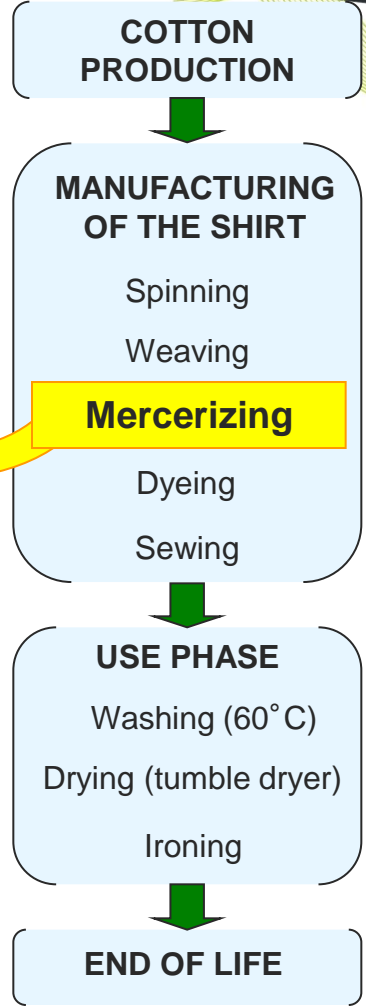 COTTON
PRODUCTION
MANUFACTURING
OF THE SHIRT
Spinning
Weaving
Mercerizing
Dyeing
Sewing
USE PHASE
Washing (60°C)
Drying (tumble dryer)
Ironing
END OF LIFE